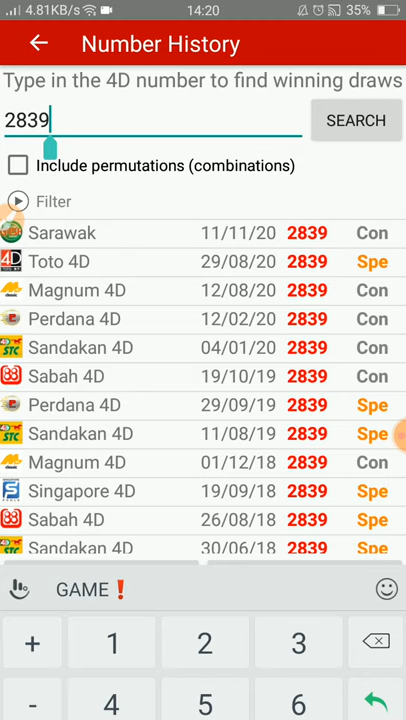 4.81KB/s 14:20 35%
Number History
Type in the 4D number to find winning draws
2839 SEARCH
Include permutations (combinations)
Filter
Sarawak 11/11/20 2839 Con
4D Toto 4D 29/08/20 2839 Spe
Magnum 4D 12/08/20 2839 Con
Perdana 4D 12/02/20 2839 Con
STC Sandakan 4D 04/01/20 2839 Con
88 Sabah 4D 19/10/19 2839 Con
Perdana 4D 29/09/19 2839 Spe
STC Sandakan 4D 11/08/19 2839 Spe
Magnum 4D 01/12/18 2839 Con
Singapore 4D 19/09/18 2839 Spe
88 Sabah 4D 26/08/18 2839 Spe
Sandakan 4D 30/06/18 2839 Spe
GAME❗
+ 1 2 3
- 4 5 6